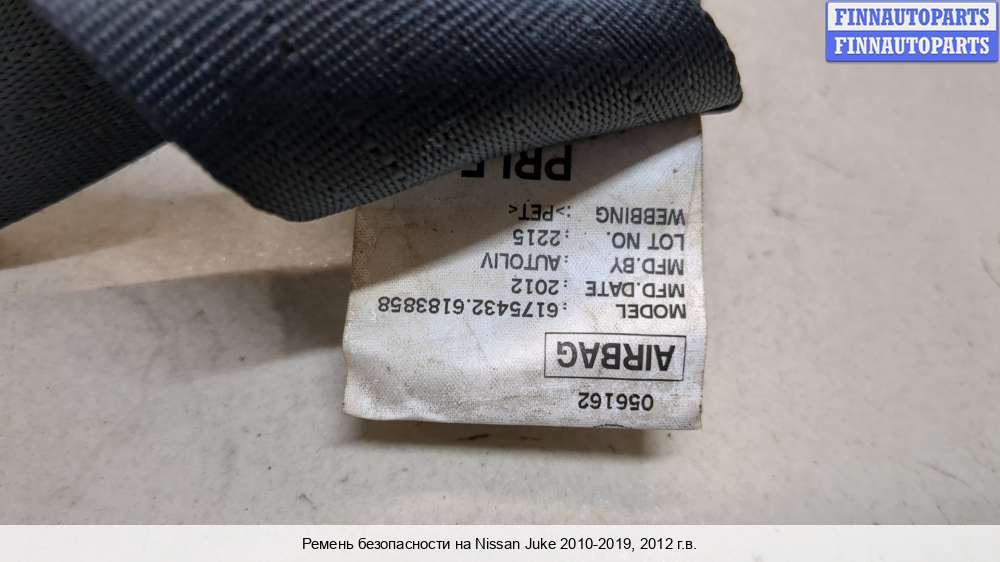 FINNAUTOPARTS
FINNAUTOPARTS
056162
AIRBAG
MODEL :6175432.6183858
MFD.DATE :2012
MFD.BY :AUTOLIV
LOT NO. :2215
WEBBING :>PET<
Ремень безопасности на Nissan Juke 2010-2019, 2012 г.в.